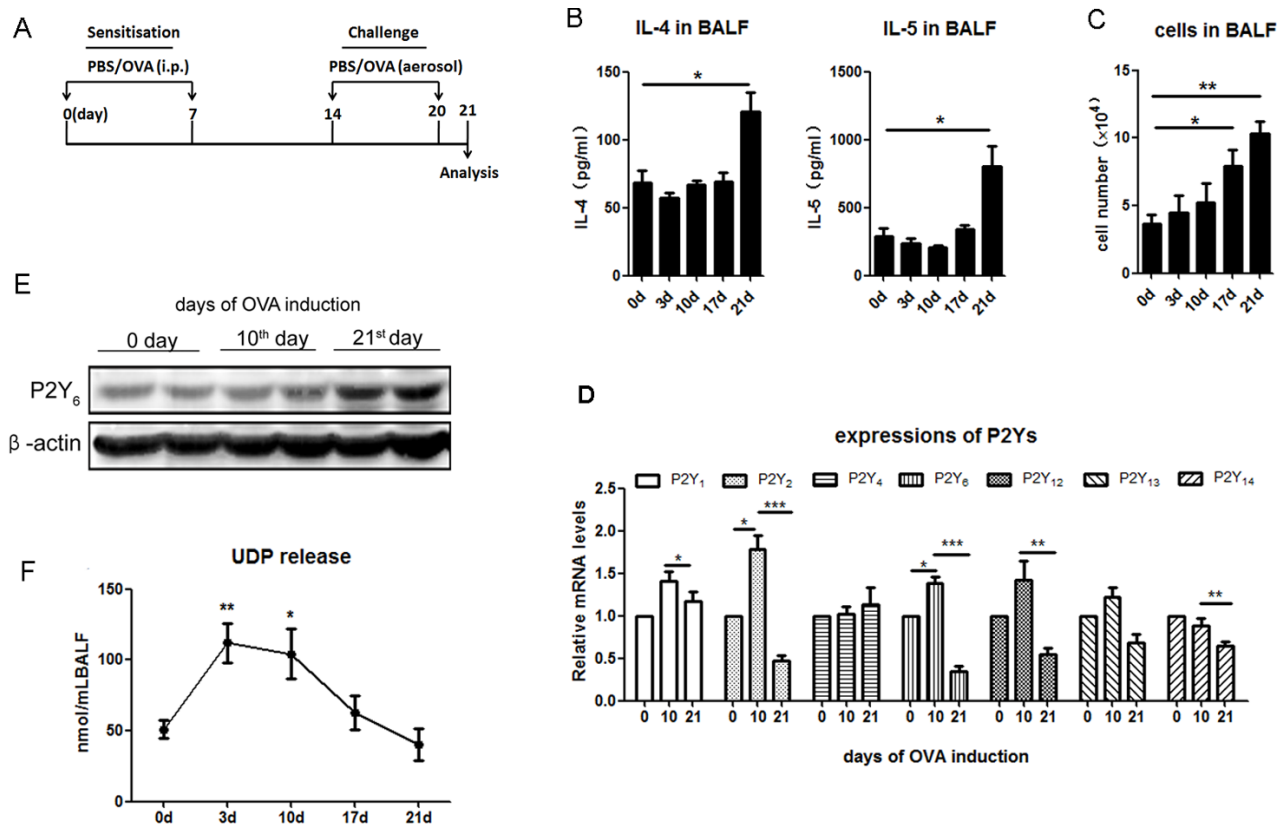 A
Sensitisation
Challenge
PBS/OVA (i.p.)
PBS/OVA (aerosol)
0(day) 7 14 20 21
Analysis
B
IL-4 in BALF
IL-4 (pg/ml)
150
100
50
0
*
0d 3d 10d 17d 21d
IL-5 in BALF
IL-5 (pg/ml)
1500
1000
500
0
*
0d 3d 10d 17d 21d
C
cells in BALF
cell number (×10⁴)
15
10
5
0
**
*
0d 3d 10d 17d 21d
E
days of OVA induction
0 day 10th day 21st day
P2Y6
β-actin
D
expressions of P2Ys
P2Y1 P2Y2 P2Y4 P2Y6 P2Y12 P2Y13 P2Y14
Relative mRNA levels
2.5
2.0
1.5
1.0
0.5
0.0
* * *** * *** ** **
0 10 21 0 10 21 0 10 21 0 10 21 0 10 21 0 10 21 0 10 21
days of OVA induction
F
UDP release
nmol/mLBALF
150
100
50
0
** *
0d 3d 10d 17d 21d